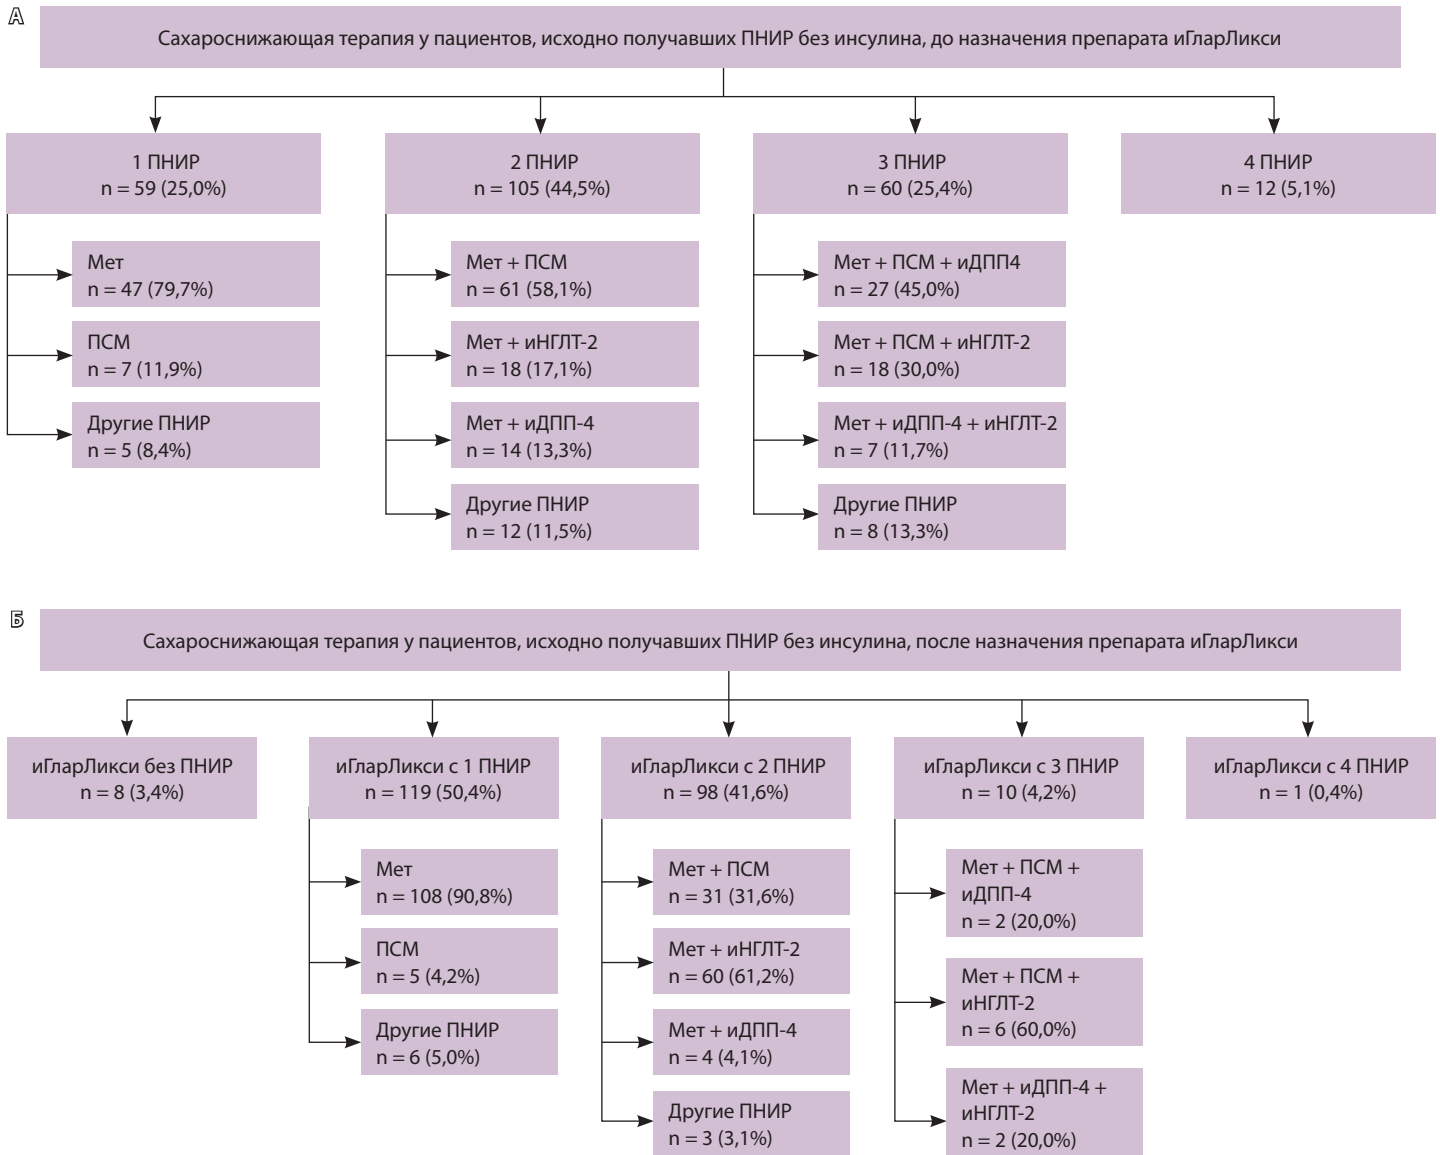 А
Сахароснижающая терапия у пациентов, исходно получавших ПНИР без инсулина, до назначения препарата иГларЛикси
1 ПНИР
n = 59 (25,0%)
2 ПНИР
n = 105 (44,5%)
3 ПНИР
n = 60 (25,4%)
4 ПНИР
n = 12 (5,1%)
Мет
n = 47 (79,7%)
ПСМ
n = 7 (11,9%)
Другие ПНИР
n = 5 (8,4%)
Мет + ПСМ
n = 61 (58,1%)
Мет + иНГЛТ-2
n = 18 (17,1%)
Мет + иДПП-4
n = 14 (13,3%)
Другие ПНИР
n = 12 (11,5%)
Мет + ПСМ + иДПП4
n = 27 (45,0%)
Мет + ПСМ + иНГЛТ-2
n = 18 (30,0%)
Мет + иДПП-4 + иНГЛТ-2
n = 7 (11,7%)
Другие ПНИР
n = 8 (13,3%)
Б
Сахароснижающая терапия у пациентов, исходно получавших ПНИР без инсулина, после назначения препарата иГларЛикси
иГларЛикси без ПНИР
n = 8 (3,4%)
иГларЛикси с 1 ПНИР
n = 119 (50,4%)
иГларЛикси с 2 ПНИР
n = 98 (41,6%)
иГларЛикси с 3 ПНИР
n = 10 (4,2%)
иГларЛикси с 4 ПНИР
n = 1 (0,4%)
Мет
n = 108 (90,8%)
ПСМ
n = 5 (4,2%)
Другие ПНИР
n = 6 (5,0%)
Мет + ПСМ
n = 31 (31,6%)
Мет + иНГЛТ-2
n = 60 (61,2%)
Мет + иДПП-4
n = 4 (4,1%)
Другие ПНИР
n = 3 (3,1%)
Мет + ПСМ +
иДПП-4
n = 2 (20,0%)
Мет + ПСМ +
иНГЛТ-2
n = 6 (60,0%)
Мет + иДПП-4 +
иНГЛТ-2
n = 2 (20,0%)